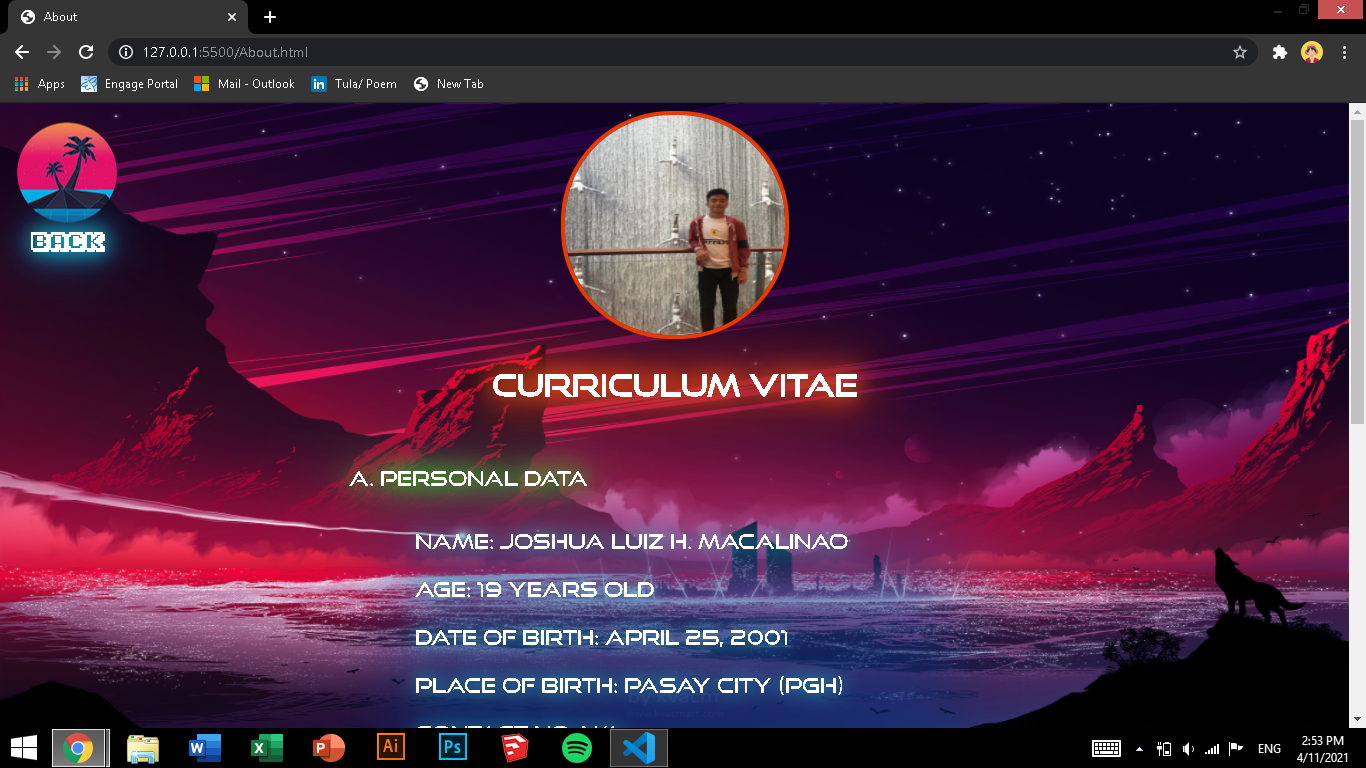 About
127.0.0.1:5500/About.html
Apps
Engage Portal
Mail - Outlook
Tula/ Poem
New Tab
BACK
CURRICULUM VITAE
A. PERSONAL DATA
NAME: JOSHUA LUIZ H. MACALINAO
AGE: 19 YEARS OLD
DATE OF BIRTH: APRIL 25, 2001
PLACE OF BIRTH: PASAY CITY (PGH)
ENG
2:53 PM
4/11/2021